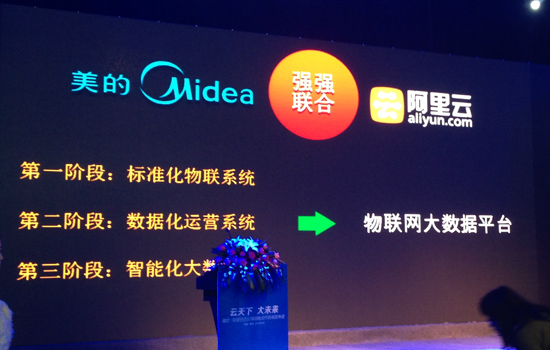 美的 Midea
强强
联合
阿里云
aliyun.com
第一阶段：标准化物联系统
第二阶段：数据化运营系统
物联网大数据平台
第三阶段：智能化大数
云天下 大未来